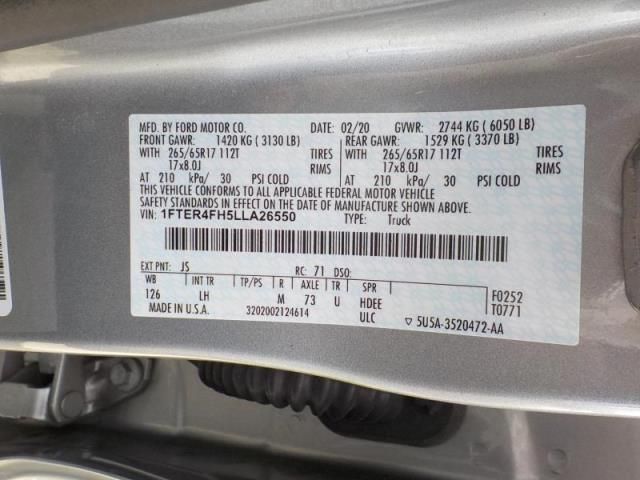 MFD. BY FORD MOTOR CO. DATE: 02/20 GVWR: 2744 KG ( 6050 LB)
FRONT GAWR: 1420 KG ( 3130 LB) REAR GAWR: 1529 KG ( 3370 LB)
WITH 265/65R17 112T TIRES WITH 265/65R17 112T TIRES
17x8.0J RIMS 17x8.0J RIMS
AT 210 kPa/ 30 PSI COLD AT 210 kPa/ 30 PSI COLD
THIS VEHICLE CONFORMS TO ALL APPLICABLE FEDERAL MOTOR VEHICLE
SAFETY STANDARDS IN EFFECT ON THE DATE OF MANUFACTURE SHOWN ABOVE.
VIN: 1FTER4FH5LLA26550 TYPE: Truck
EXT PNT: JS RC: 71 DSO:
WB INT TR TP/PS R AXLE TR SPR F0252
126 LH M 73 U HDEE T0771
MADE IN U.S.A. 3202002124614 ULC ▽ 5U5A-3520472-AA